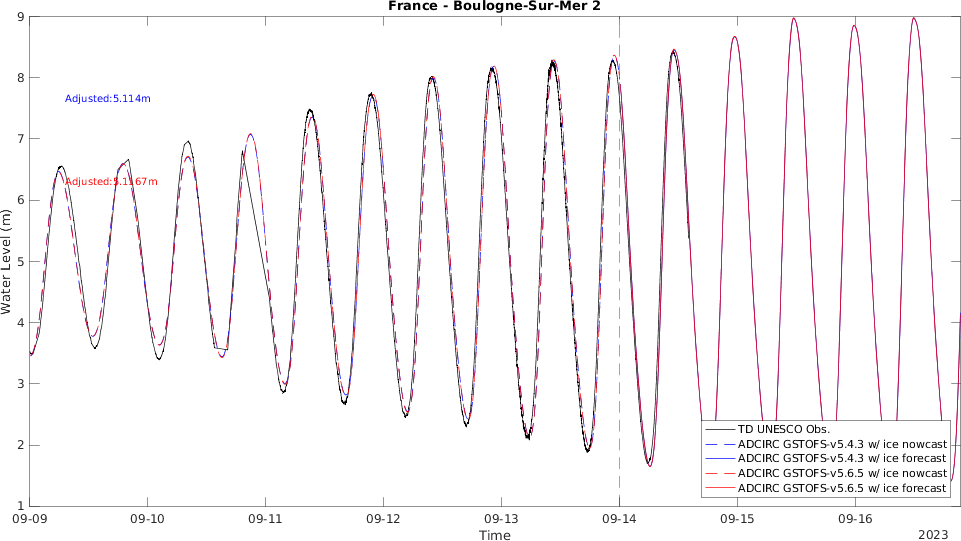 France - Boulogne-Sur-Mer 2
9
8
Adjusted:5.114m
7
Adjusted:5.1167m
6
5
4
3
2
1
Water Level (m)
TD UNESCO Obs.
ADCIRC GSTOFS-v5.4.3 w/ ice nowcast
ADCIRC GSTOFS-v5.4.3 w/ ice forecast
ADCIRC GSTOFS-v5.6.5 w/ ice nowcast
ADCIRC GSTOFS-v5.6.5 w/ ice forecast
09-09 09-10 09-11 09-12 09-13 09-14 09-15 09-16
Time
2023